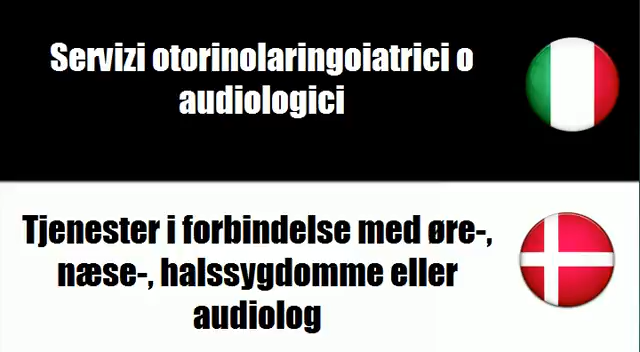 Servizi otorinolaringoiatrici o
audiologici
Tjenester i forbindelse med øre-,
næse-, halssygdomme eller
audiolog